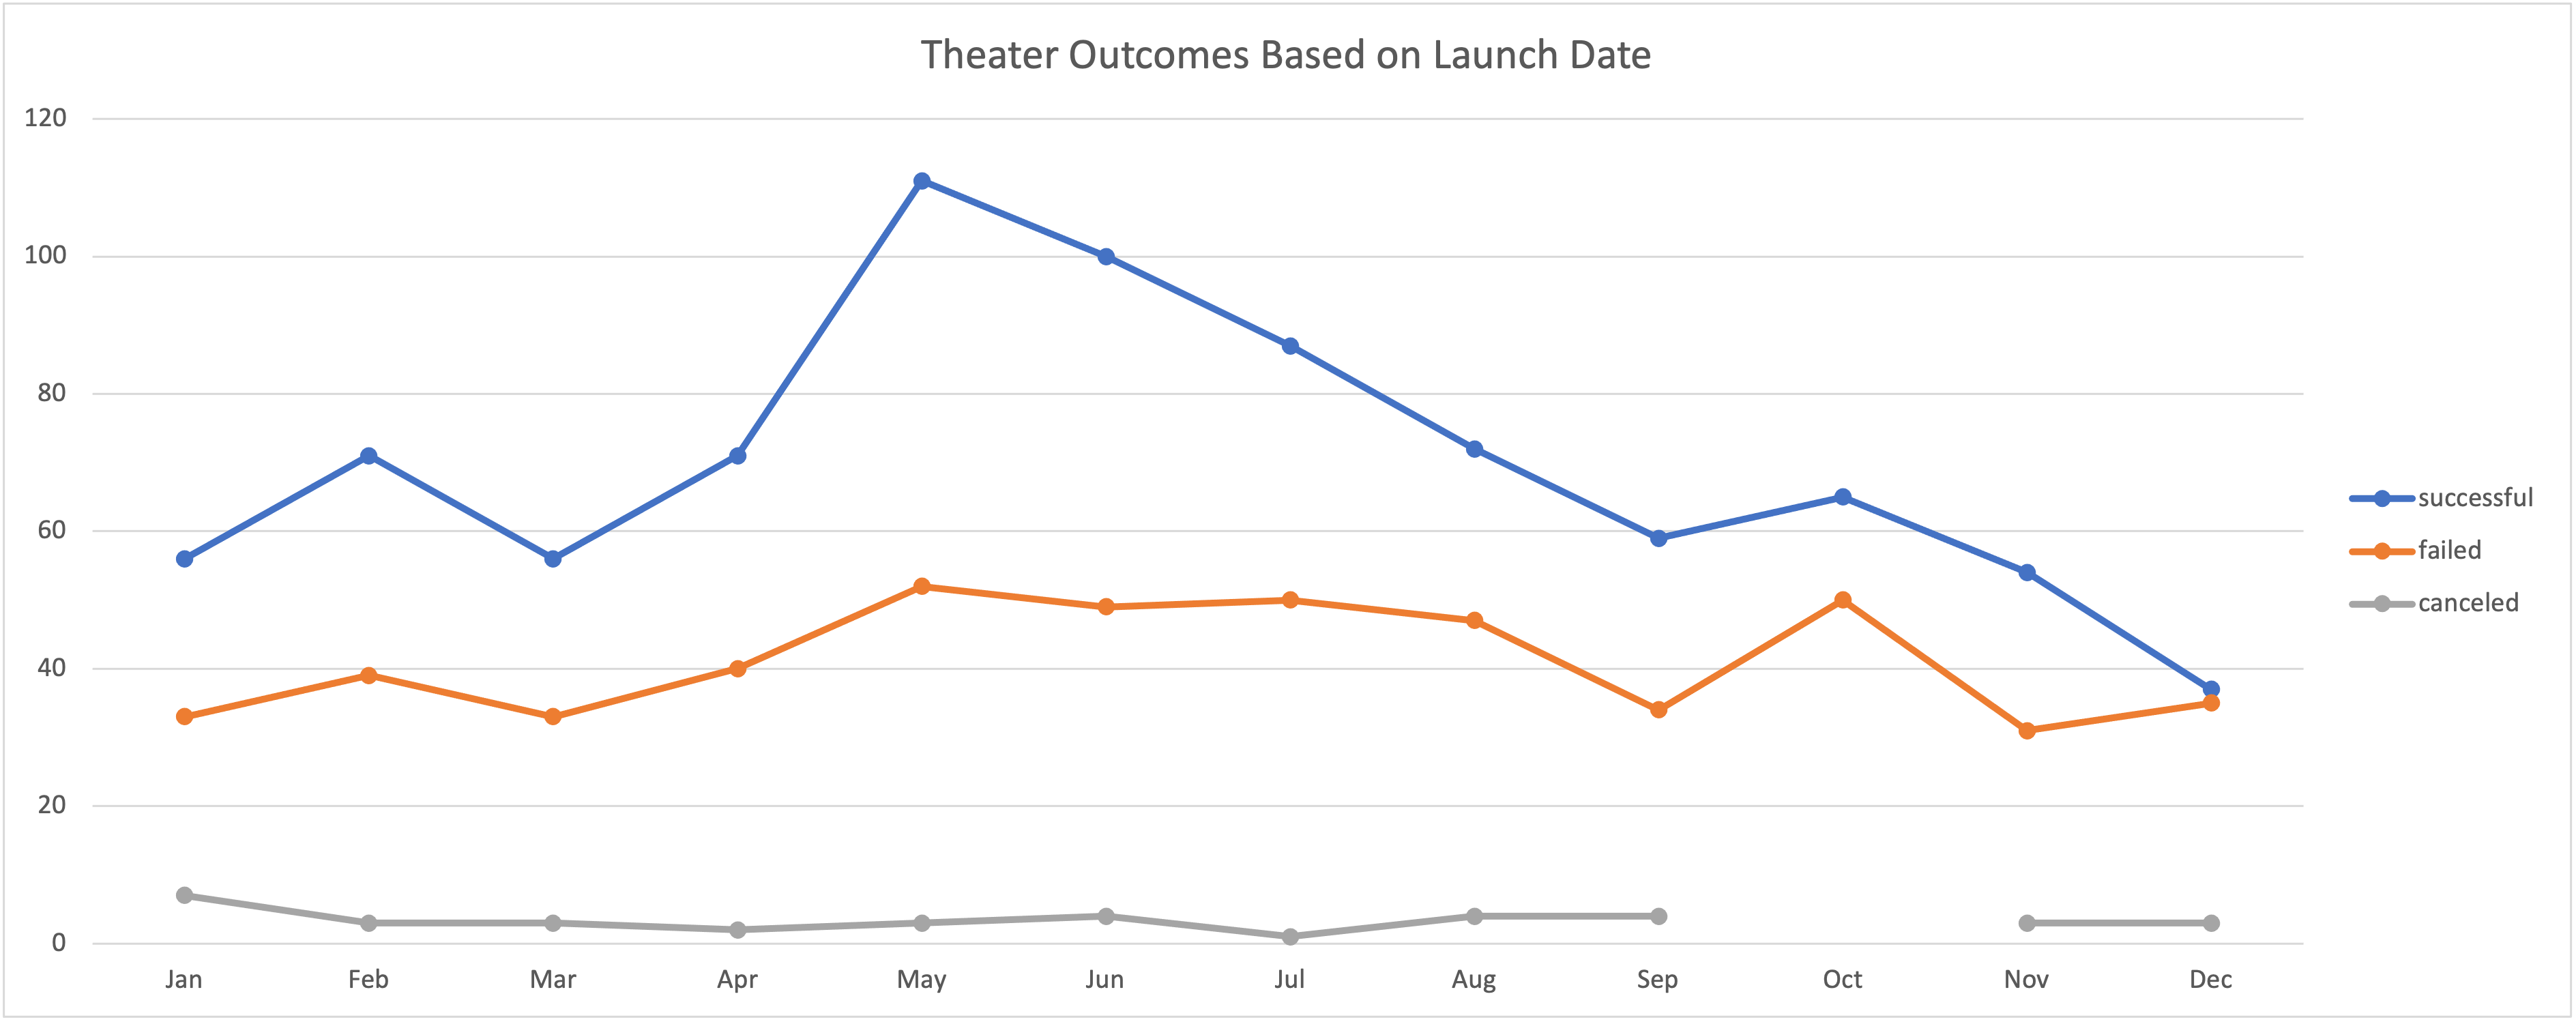 Theater Outcomes Based on Launch Date
120
100
80
60
40
20
0
Jan Feb Mar Apr May Jun Jul Aug Sep Oct Nov Dec
successful
failed
canceled